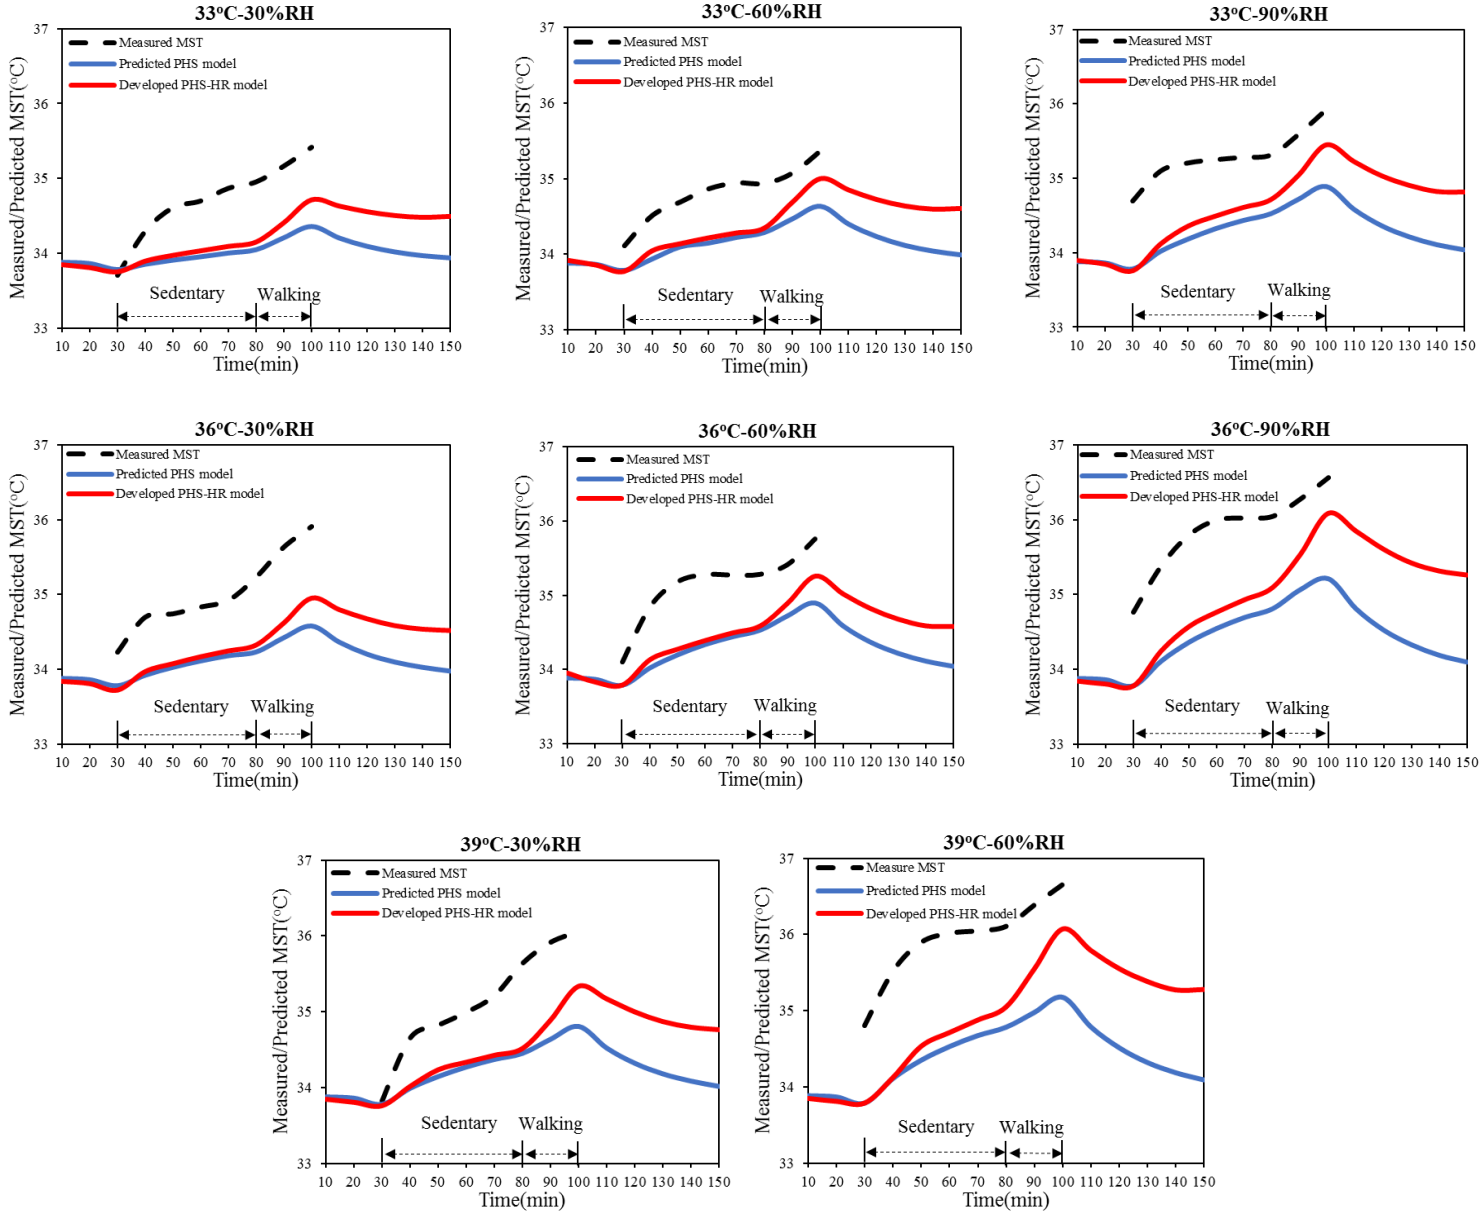 33°C-30%RH
Measured/Predicted MST(°C)
37
36
35
34
33
Measured MST
Predicted PHS model
Developed PHS-HR model
Sedentary
Walking
10 20 30 40 50 60 70 80 90 100 110 120 130 140 150
Time(min)
33°C-60%RH
Measured/Predicted MST(°C)
37
36
35
34
33
Measured MST
Predicted PHS model
Developed PHS-HR model
Sedentary
Walking
10 20 30 40 50 60 70 80 90 100 110 120 130 140 150
Time(min)
33°C-90%RH
Measured/Predicted MST(°C)
37
36
35
34
33
Measured MST
Predicted PHS model
Developed PHS-HR model
Sedentary
Walking
10 20 30 40 50 60 70 80 90 100 110 120 130 140 150
Time(min)
36°C-30%RH
Measured/Predicted MST(°C)
37
36
35
34
33
Measured MST
Predicted PHS model
Developed PHS-HR model
Sedentary
Walking
10 20 30 40 50 60 70 80 90 100 110 120 130 140 150
Time(min)
36°C-60%RH
Measured/Predicted MST(°C)
37
36
35
34
33
Measured MST
Predicted PHS model
Developed PHS-HR model
Sedentary
Walking
10 20 30 40 50 60 70 80 90 100 110 120 130 140 150
Time(min)
36°C-90%RH
Measured/Predicted MST(°C)
37
36
35
34
33
Measured MST
Predicted PHS model
Developed PHS-HR model
Sedentary
Walking
10 20 30 40 50 60 70 80 90 100 110 120 130 140 150
Time(min)
39°C-30%RH
Measured/Predicted MST(°C)
37
36
35
34
33
Measured MST
Predicted PHS model
Developed PHS-HR model
Sedentary
Walking
10 20 30 40 50 60 70 80 90 100 110 120 130 140 150
Time(min)
39°C-60%RH
Measured/Predicted MST(°C)
37
36
35
34
33
Measure MST
Predicted PHS model
Developed PHS-HR model
Sedentary
Walking
10 20 30 40 50 60 70 80 90 100 110 120 130 140 150
Time(min)